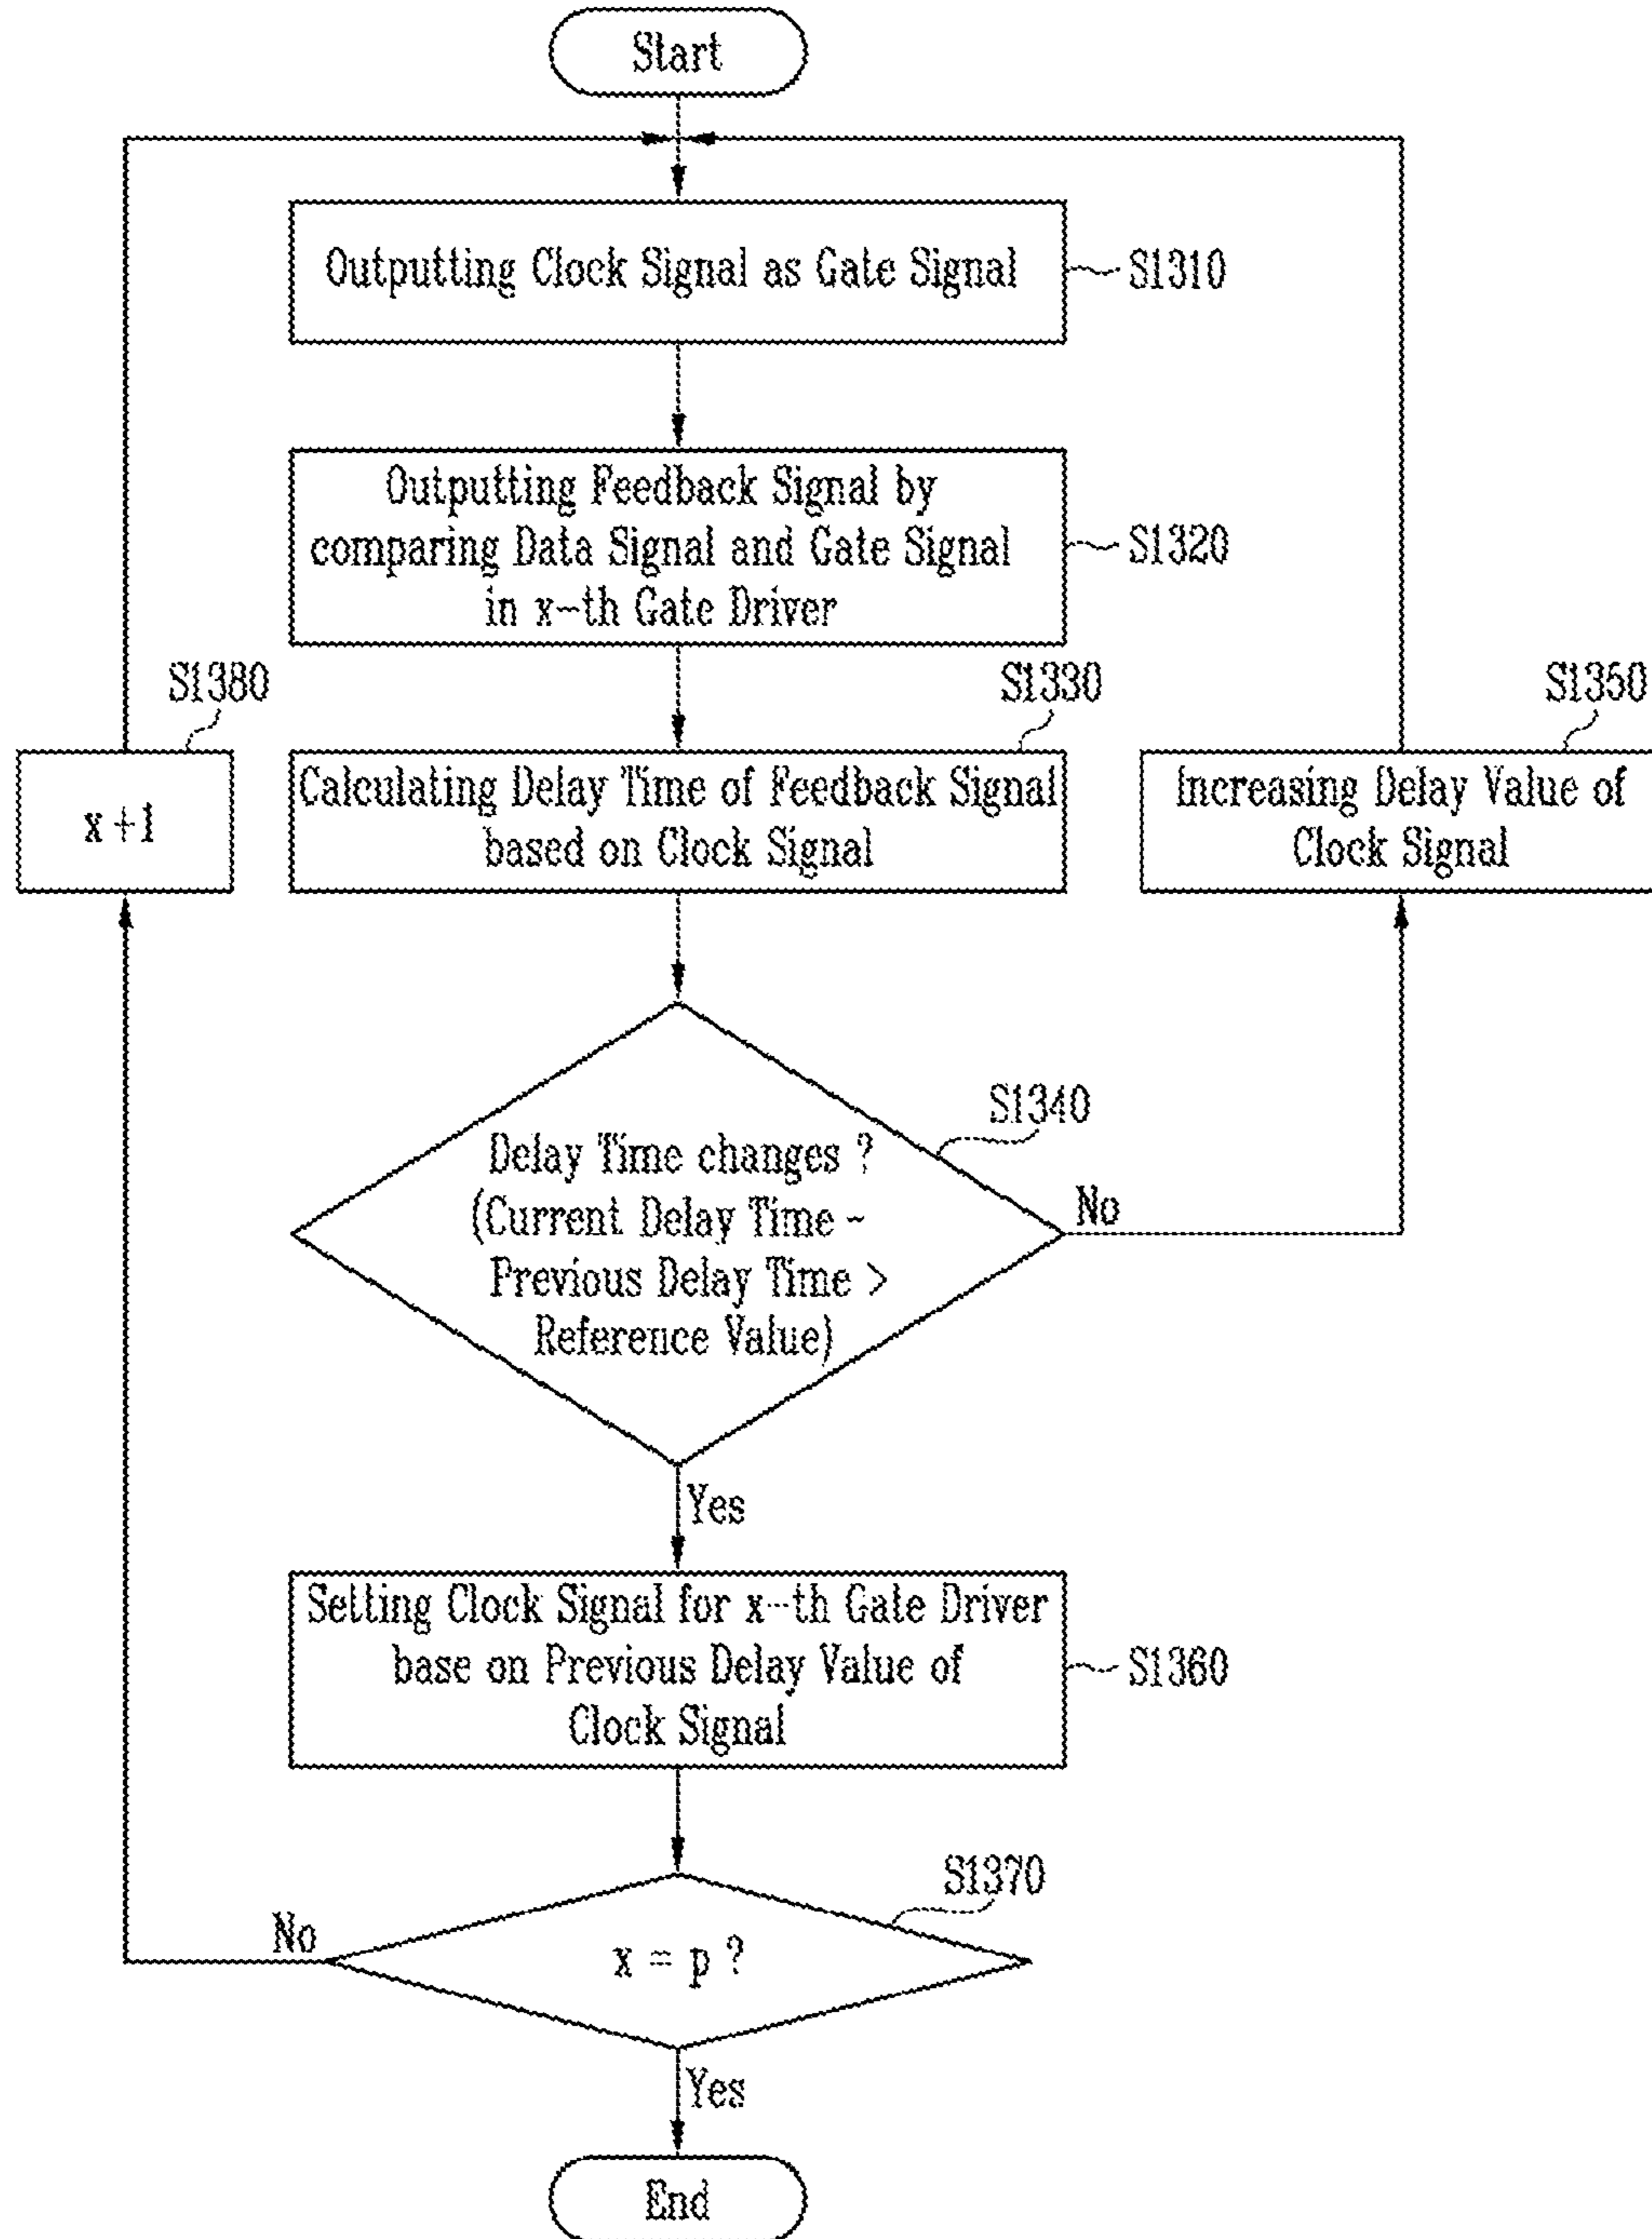 Start
Outputting Clock Signal as Gate Signal
S1310
Outputting Feedback Signal by
comparing Data Signal and Gate Signal
in x-th Gate Driver
S1320
S1380
x+1
S1330
Calculating Delay Time of Feedback Signal
based on Clock Signal
S1350
Increasing Delay Value of
Clock Signal
S1340
Delay Time changes ?
(Current Delay Time -
Previous Delay Time >
Reference Value)
No
Yes
Setting Clock Signal for x-th Gate Driver
base on Previous Delay Value of
Clock Signal
S1360
S1370
No
x = p ?
Yes
End